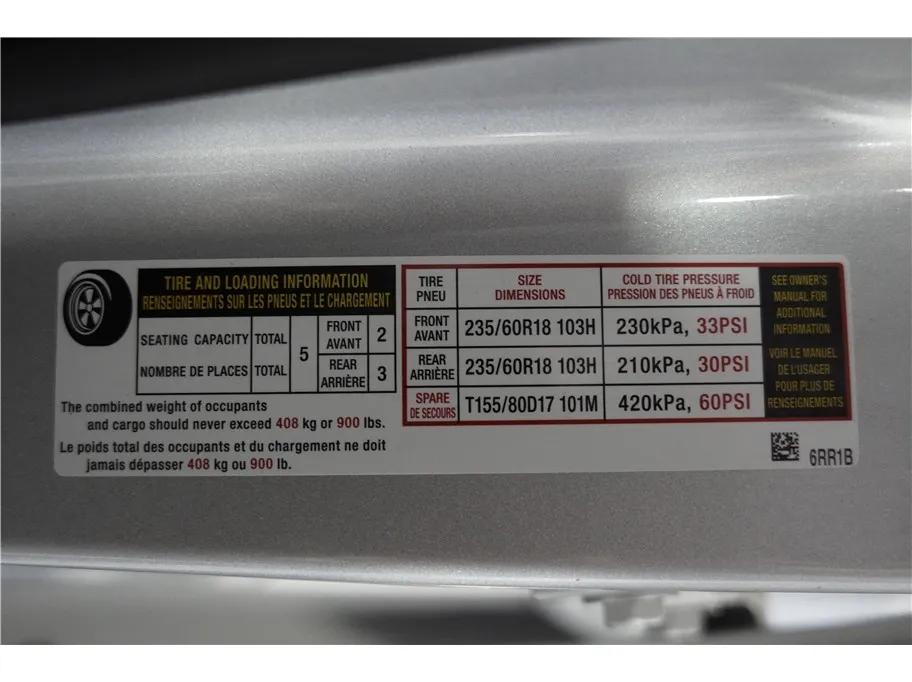 TIRE AND LOADING INFORMATION
RENSEIGNEMENTS SUR LES PNEUS ET LE CHARGEMENT
SEATING CAPACITY TOTAL 5 FRONT AVANT 2
NOMBRE DE PLACES TOTAL REAR ARRIÈRE 3
The combined weight of occupants
and cargo should never exceed 408 kg or 900 lbs.
Le poids total des occupants et du chargement ne doit
jamais dépasser 408 kg ou 900 lb.
TIRE PNEU SIZE DIMENSIONS COLD TIRE PRESSURE PRESSION DES PNEUS À FROID
FRONT AVANT 235/60R18 103H 230kPa, 33PSI
REAR ARRIÈRE 235/60R18 103H 210kPa, 30PSI
SPARE DE SECOURS T155/80D17 101M 420kPa, 60PSI
SEE OWNER'S
MANUAL FOR
ADDITIONAL
INFORMATION
VOIR LE MANUEL
DE L'USAGER
POUR PLUS DE
RENSEIGNEMENTS
6RR1B